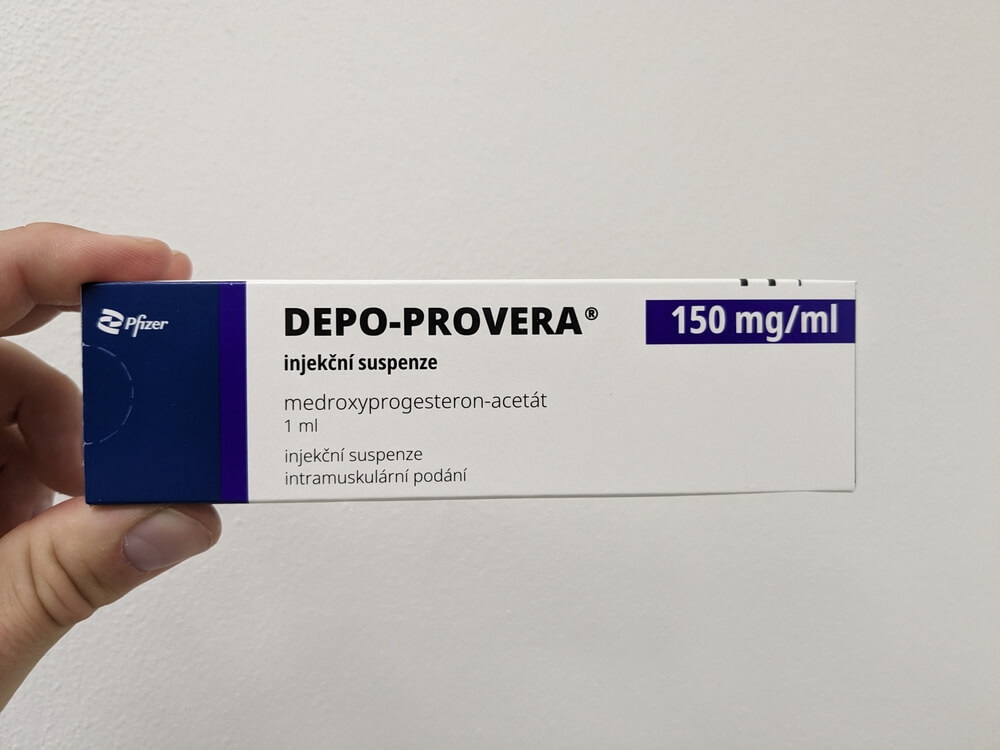 Pfizer
DEPO-PROVERA®
150 mg/ml
injekční suspenze
medroxyprogesteron-acetát
1 ml
injekční suspenze
intramuskulární podání